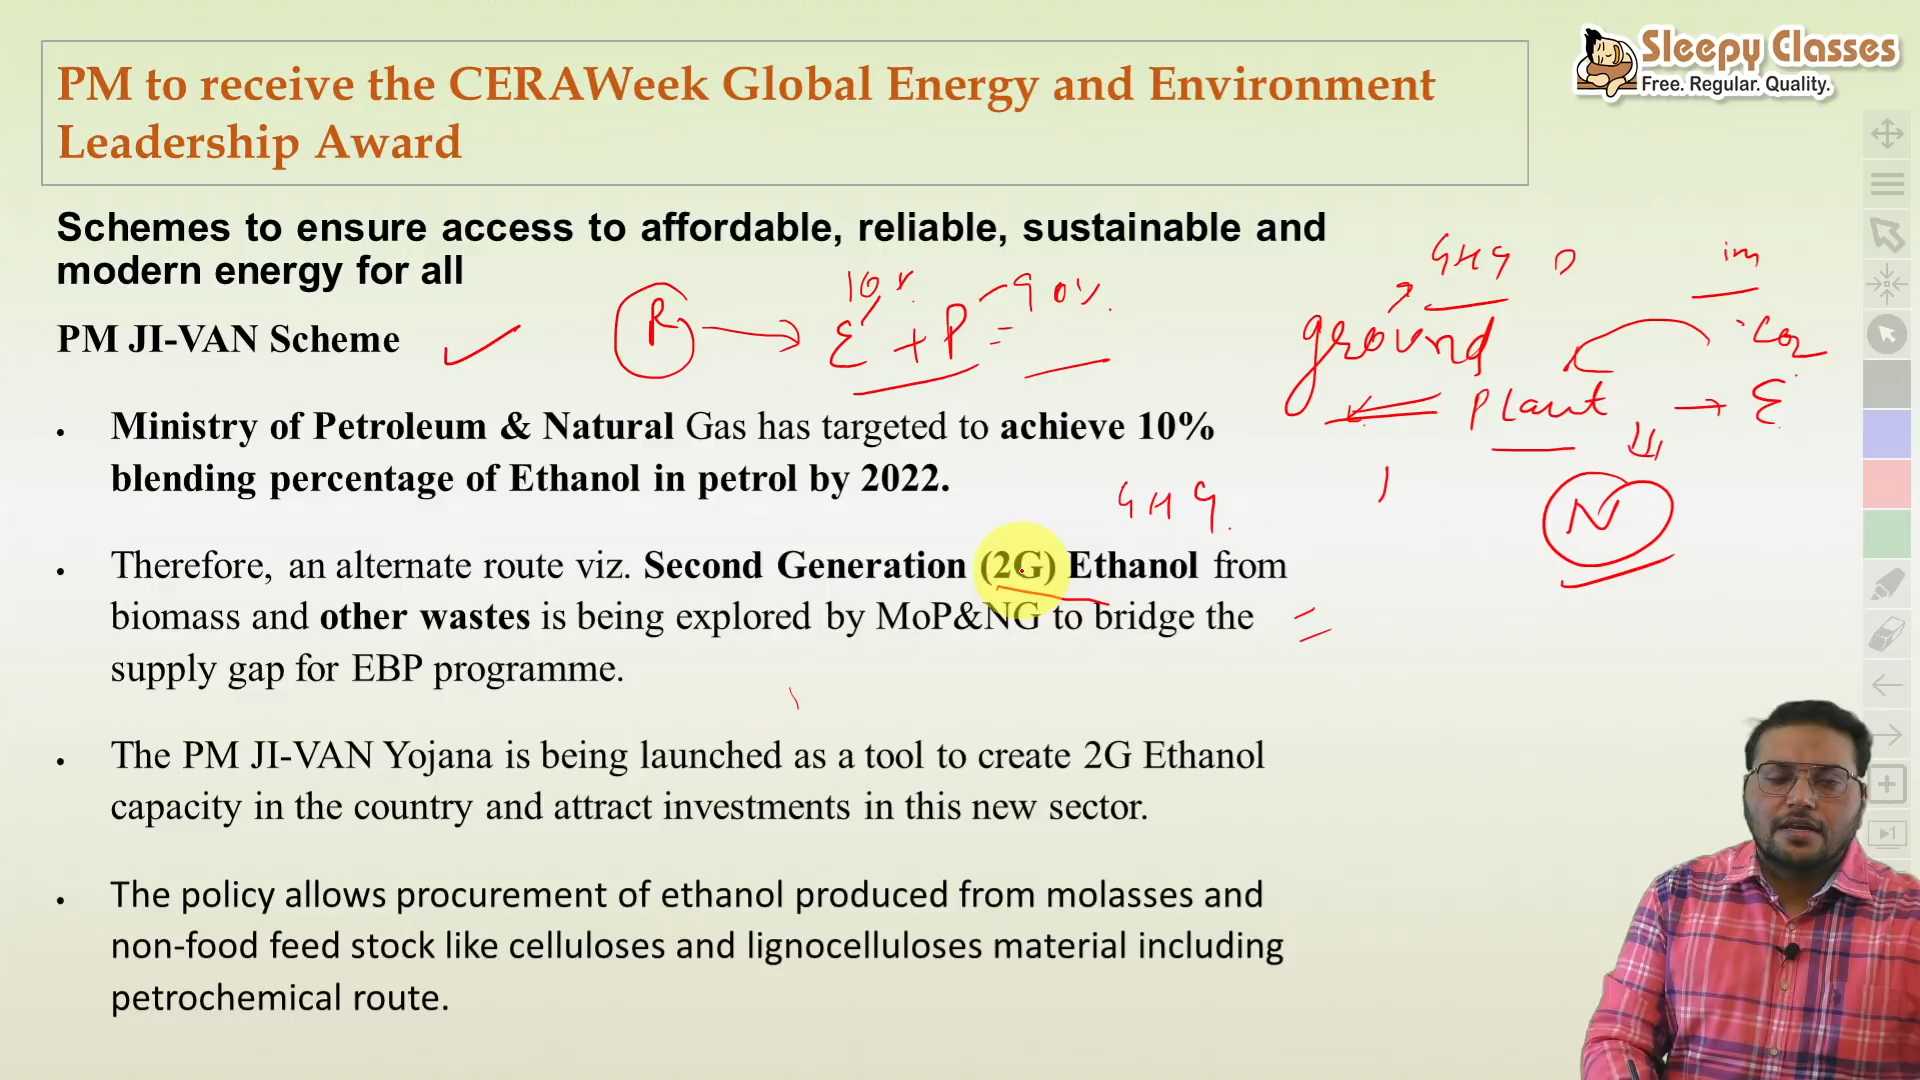 Sleepy Classes
Free. Regular. Quality.
PM to receive the CERAWeek Global Energy and Environment
Leadership Award
Schemes to ensure access to affordable, reliable, sustainable and
modern energy for all
PM JI-VAN Scheme
R
10%
E + P =
90%.
GHG
ground
Plant → E
N
• Ministry of Petroleum & Natural Gas has targeted to achieve 10%
blending percentage of Ethanol in petrol by 2022.
GHG.
• Therefore, an alternate route viz. Second Generation (2G) Ethanol from
biomass and other wastes is being explored by MoP&NG to bridge the
supply gap for EBP programme.
• The PM JI-VAN Yojana is being launched as a tool to create 2G Ethanol
capacity in the country and attract investments in this new sector.
• The policy allows procurement of ethanol produced from molasses and
non-food feed stock like celluloses and lignocelluloses material including
petrochemical route.